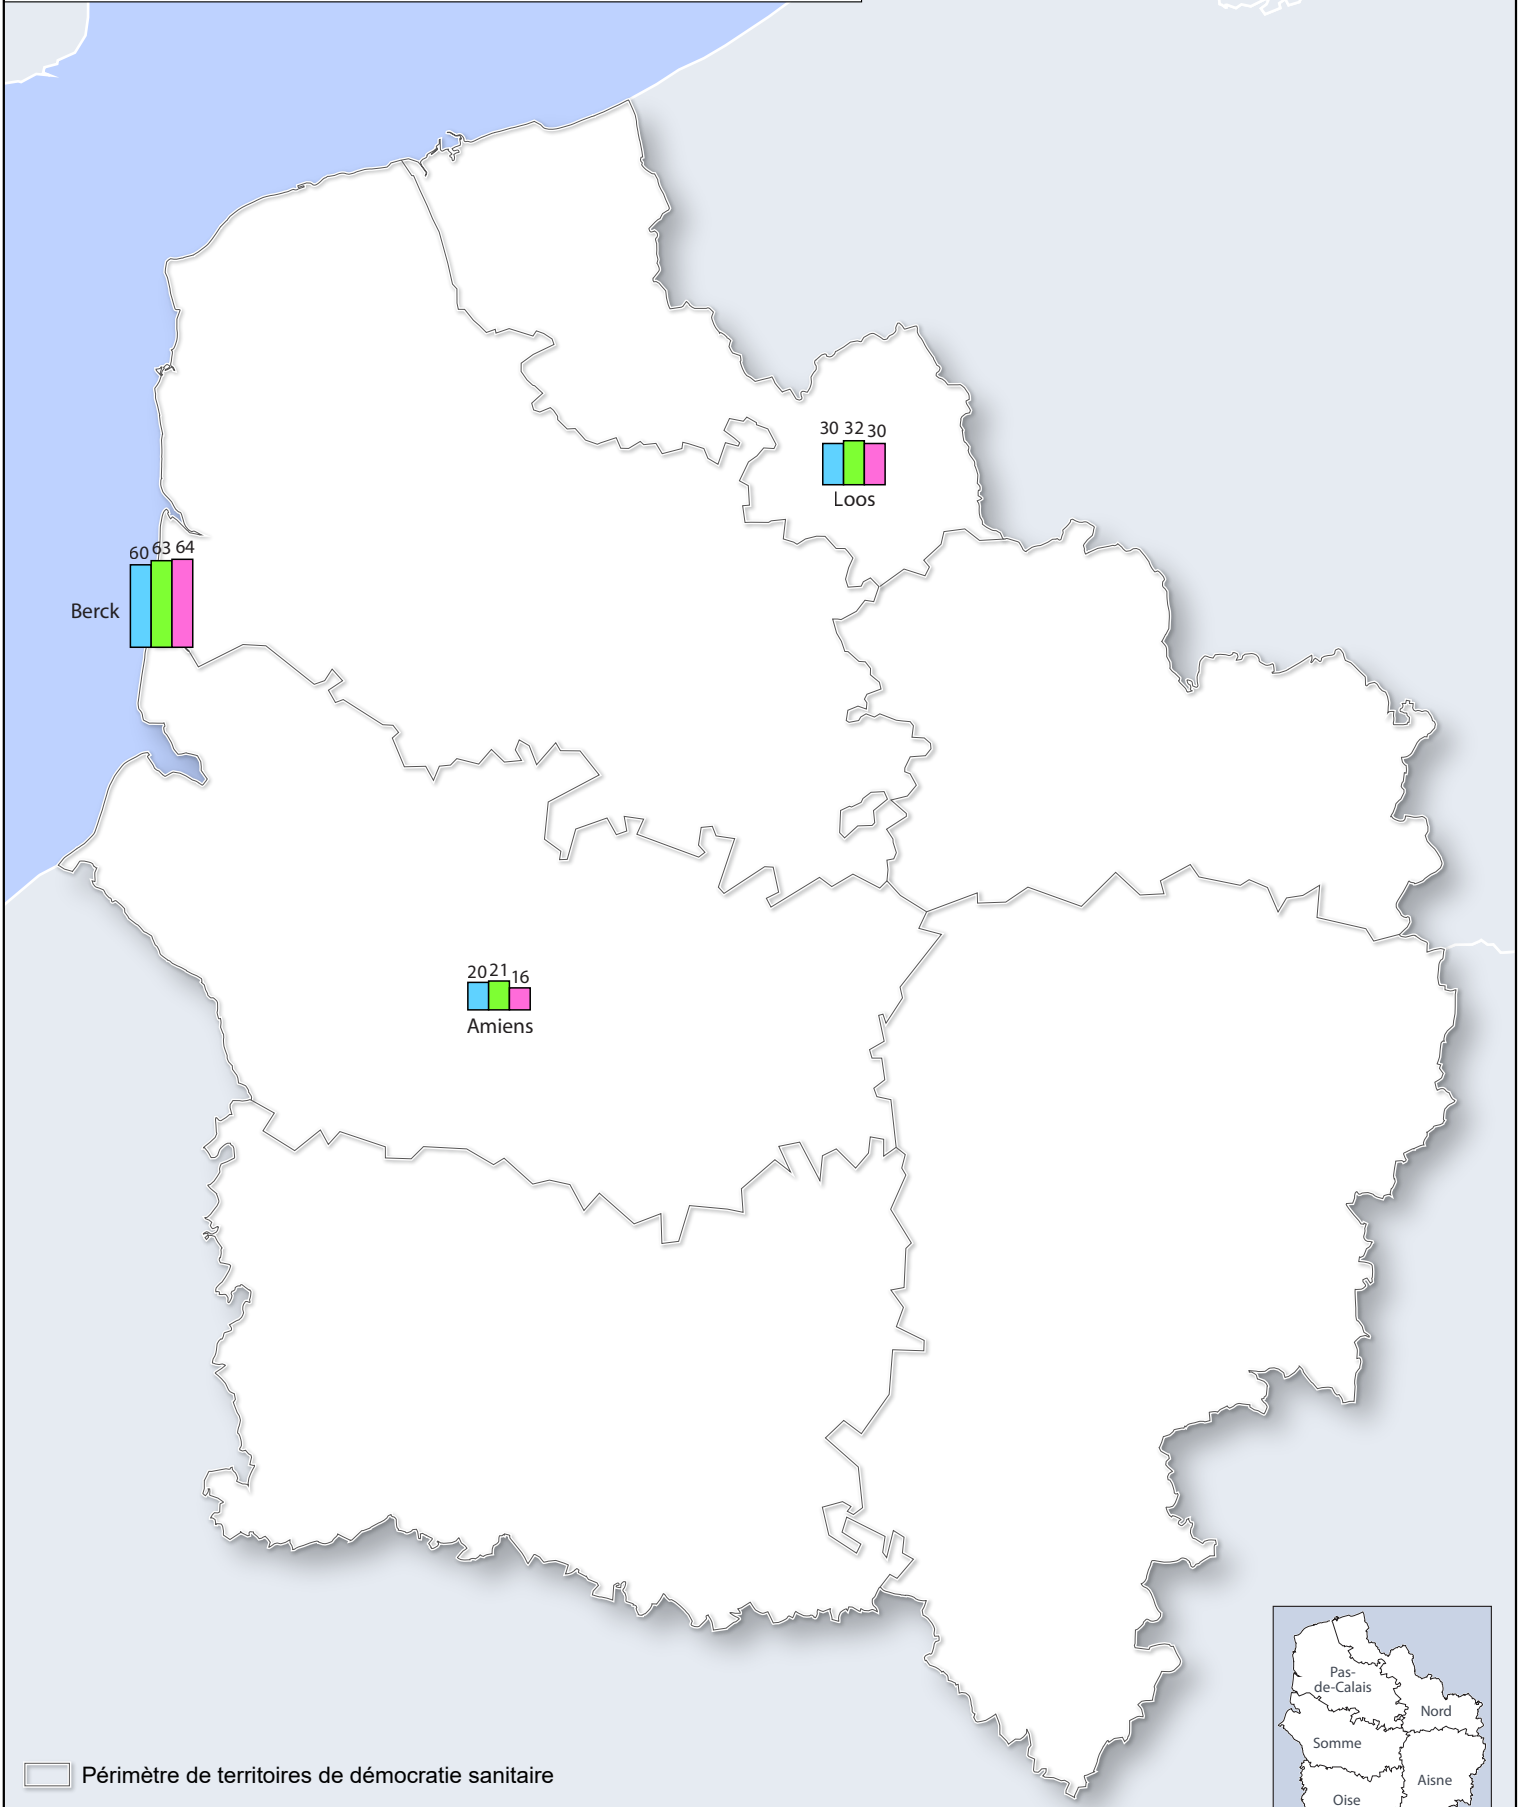 30 32 30
Loos
60 63 64
Berck
20 21 16
Amiens
Pas-
de-Calais
Nord
Somme
Aisne
Oise
Périmètre de territoires de démocratie sanitaire